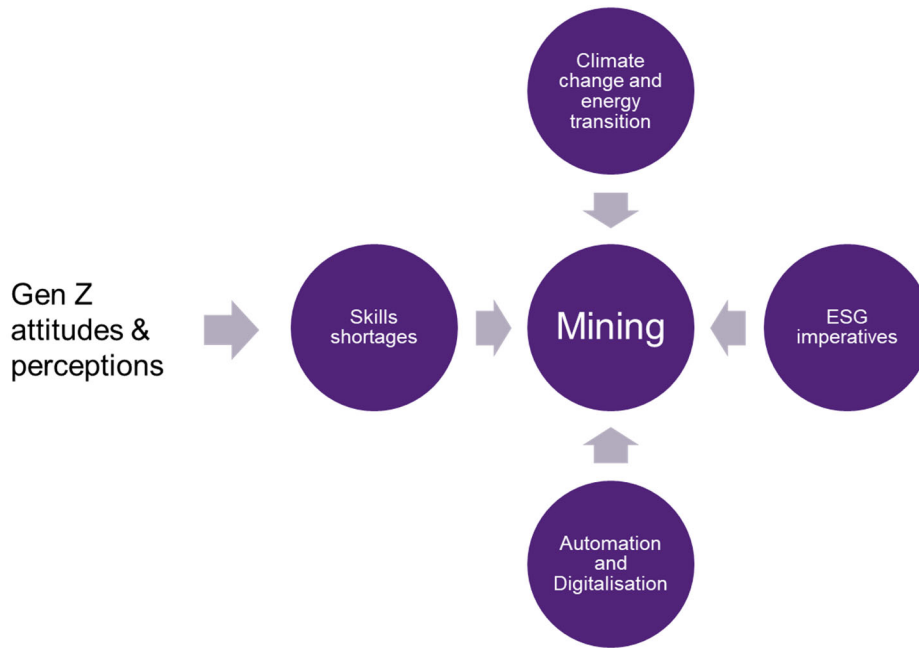 Climate
change and
energy
transition
Gen Z
attitudes &
perceptions
Skills
shortages
Mining
ESG
imperatives
Automation
and
Digitalisation